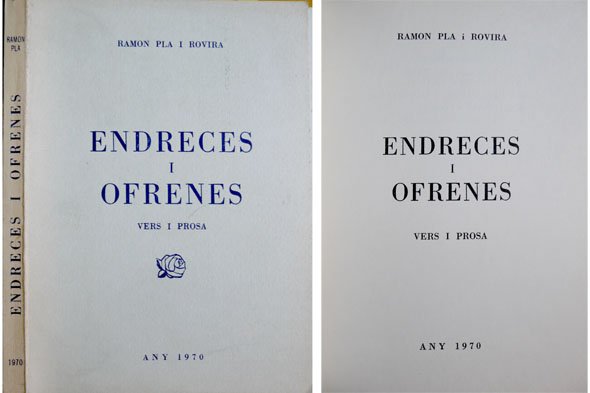 RAMON
PLA
ENDRECES I OFRENES
1970
RAMON PLA I ROVIRA
ENDRECES
I
OFRENES
VERS I PROSA
ANY 1970
RAMON PLA i ROVIRA
ENDRECES
I
OFRENES
VERS I PROSA
ANY 1970